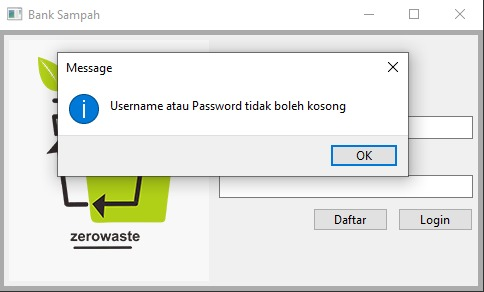 Bank Sampah
Message
Username atau Password tidak boleh kosong
OK
Daftar
Login
zerowaste